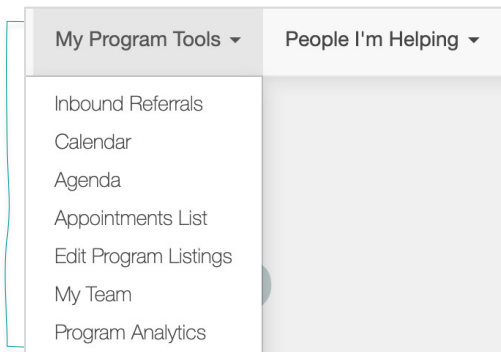 My Program Tools People I'm Helping
Inbound Referrals
Calendar
Agenda
Appointments List
Edit Program Listings
My Team
Program Analytics